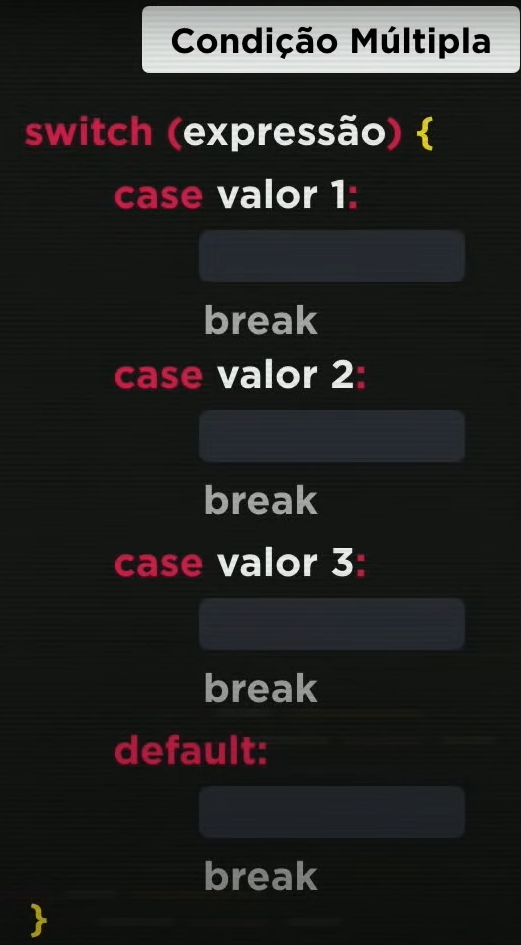 Condição Múltipla
switch (expressão) {
case valor 1:
break
case valor 2:
break
case valor 3:
break
default:
break
}